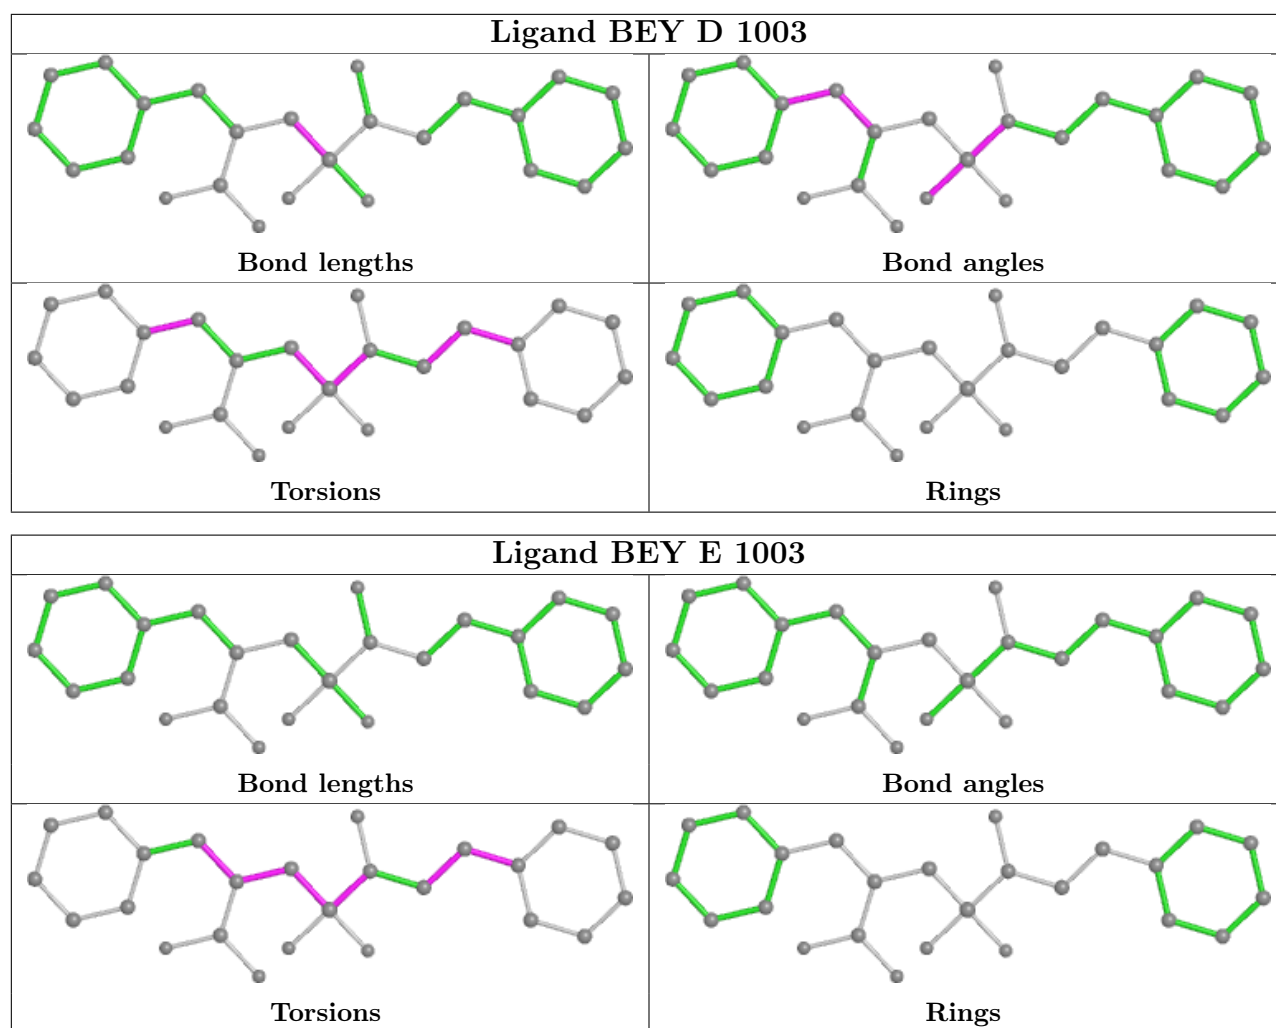 Ligand BEY D 1003
Bond lengths
Bond angles
Torsions
Rings
Ligand BEY E 1003
Bond lengths
Bond angles
Torsions
Rings